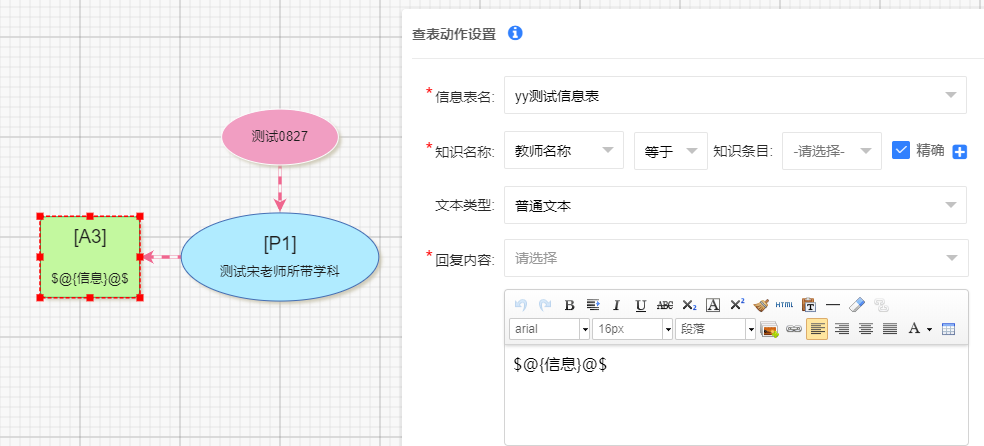 测试0827
[A3]
$@{信息}@$
[P1]
测试宋老师所带学科
查表动作设置
*信息表名: yy测试信息表
*知识名称: 教师名称 等于 知识条目: -请选择- 精确
文本类型: 普通文本
*回复内容: 请选择
B I U ABC X₂ A X² HTML T
arial 16px 段落 A
$@{信息}@$